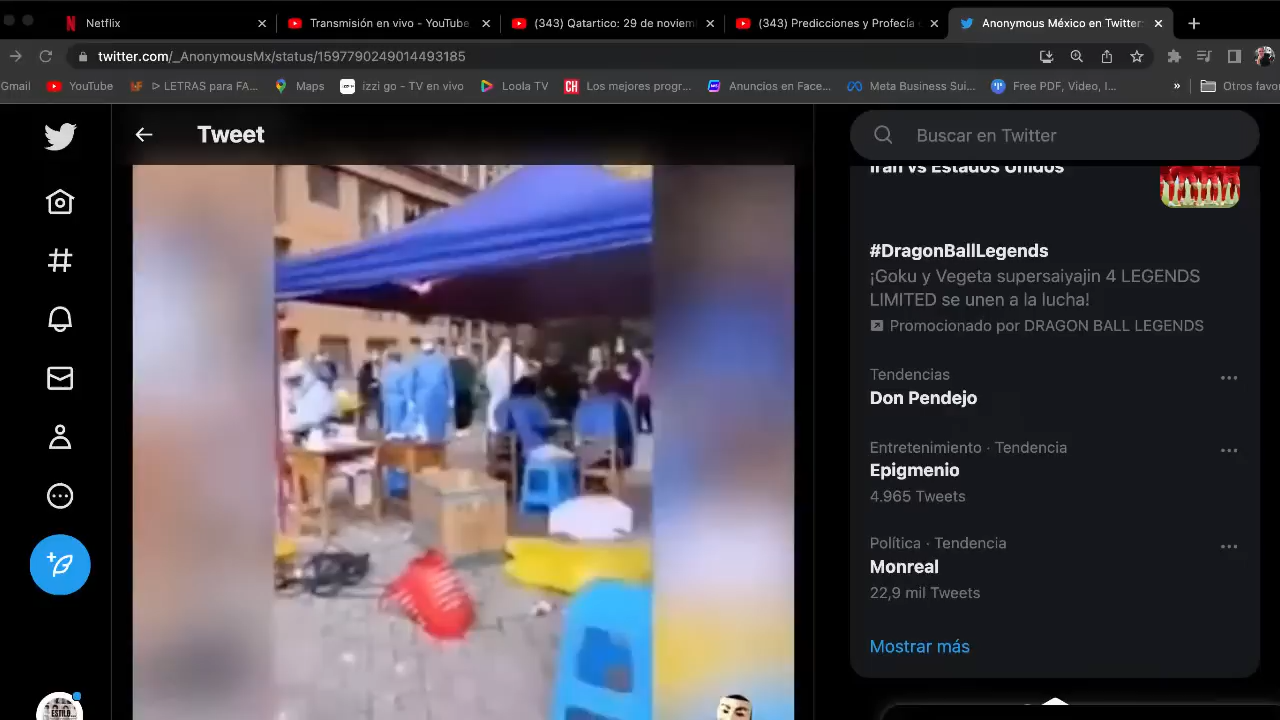 Netflix
Transmisión en vivo - YouTube
(343) Qatartico: 29 de noviem
(343) Predicciones y Profecía
Anonymous México en Twitter:
twitter.com/_AnonymousMx/status/1597790249014493185
Gmail
YouTube
▷ LETRAS para FA...
Maps
izzi go - TV en vivo
Loola TV
CH
Los mejores progr...
Anuncios en Face...
Meta Business Sui...
Free PDF, Video, I...
»
Otros favor
Tweet
Buscar en Twitter
Irán vs Estados Unidos
#DragonBallLegends
¡Goku y Vegeta supersaiyajin 4 LEGENDS
LIMITED se unen a la lucha!
Promocionado por DRAGON BALL LEGENDS
Tendencias
Don Pendejo
Entretenimiento · Tendencia
Epigmenio
4.965 Tweets
Política · Tendencia
Monreal
22,9 mil Tweets
Mostrar más
ESTILO